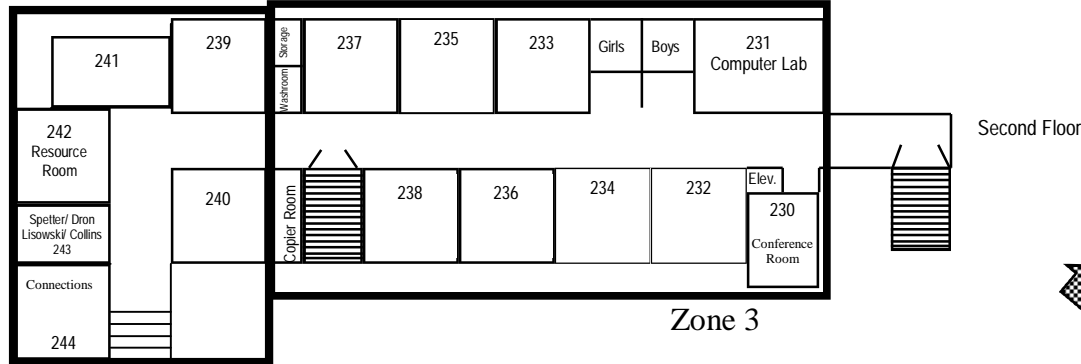 239
Storage
237
235
233
Girls
Boys
231
Computer Lab
241
Washroom
Second Floor
242
Resource
Room
240
Copier Room
238
236
234
232
Elev.
230
Conference
Room
Spetter/ Dron
Lisowski/ Collins
243
Connections
244
Zone 3